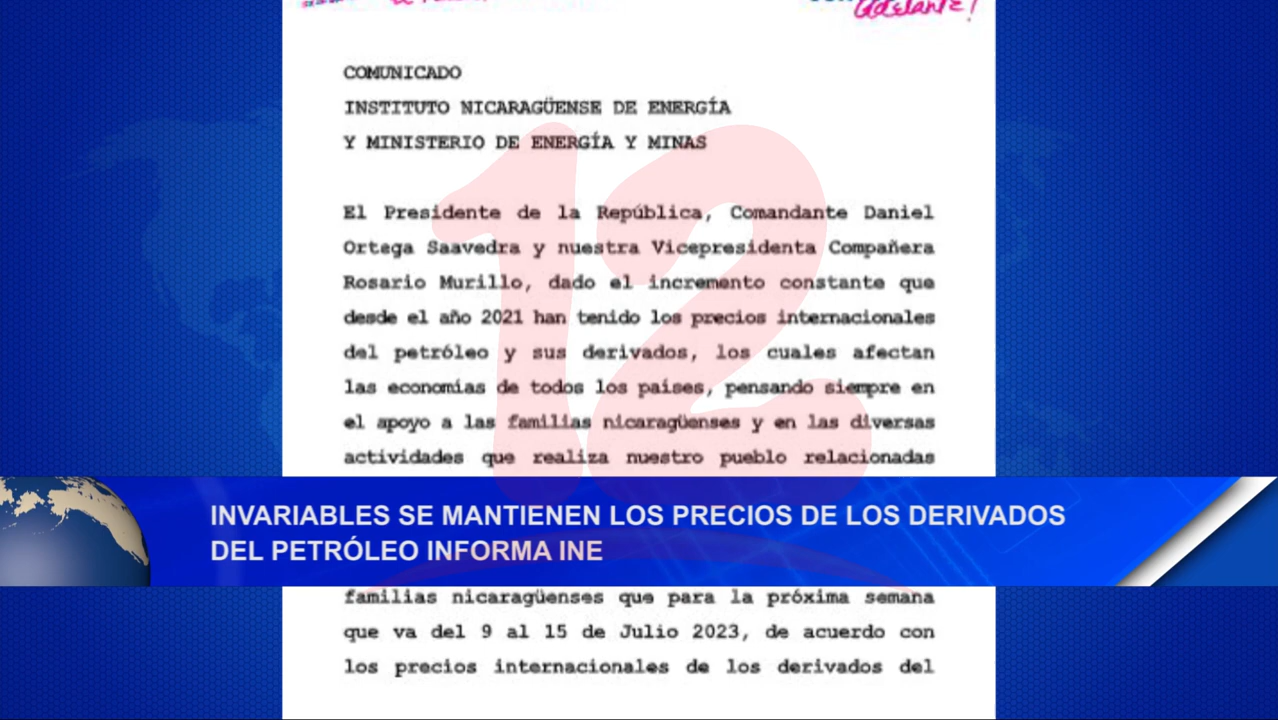 adelante!
COMUNICADO
INSTITUTO NICARAGÜENSE DE ENERGÍA
Y MINISTERIO DE ENERGÍA Y MINAS
12
El Presidente de la República, Comandante Daniel
Ortega Saavedra y nuestra Vicepresidenta Compañera
Rosario Murillo, dado el incremento constante que
desde el año 2021 han tenido los precios internacionales
del petróleo y sus derivados, los cuales afectan
las economías de todos los países, pensando siempre en
el apoyo a las familias nicaragüenses y en las diversas
actividades que realiza nuestro pueblo relacionadas
INVARIABLES SE MANTIENEN LOS PRECIOS DE LOS DERIVADOS
DEL PETRÓLEO INFORMA INE
familias nicaragüenses que para la próxima semana
que va del 9 al 15 de Julio 2023, de acuerdo con
los precios internacionales de los derivados del